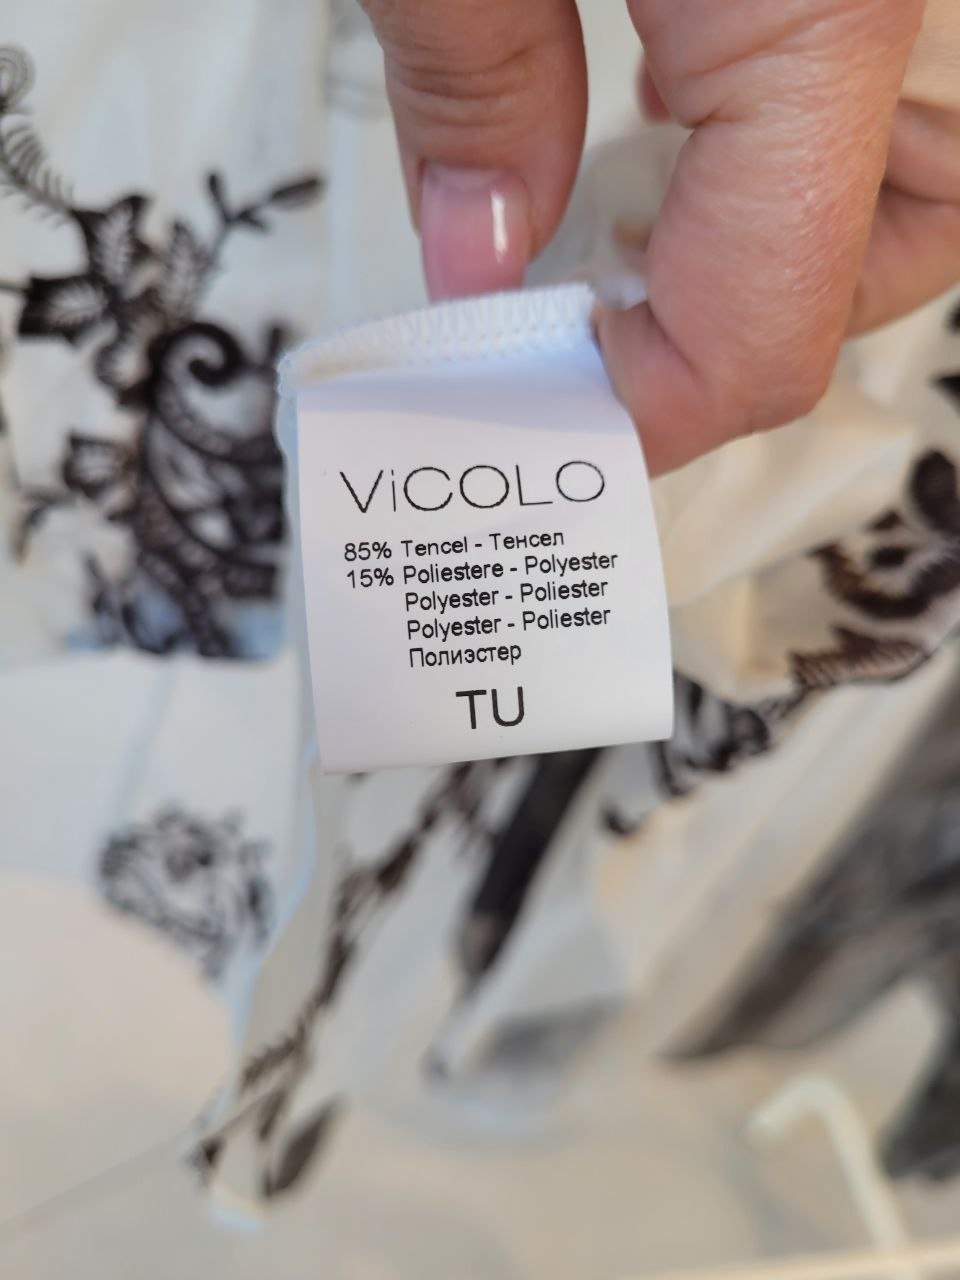 ViCOLO
85% Tencel - Тенсел
15% Poliestere - Polyester
Polyester - Poliester
Polyester - Poliester
Полиэстер
TU